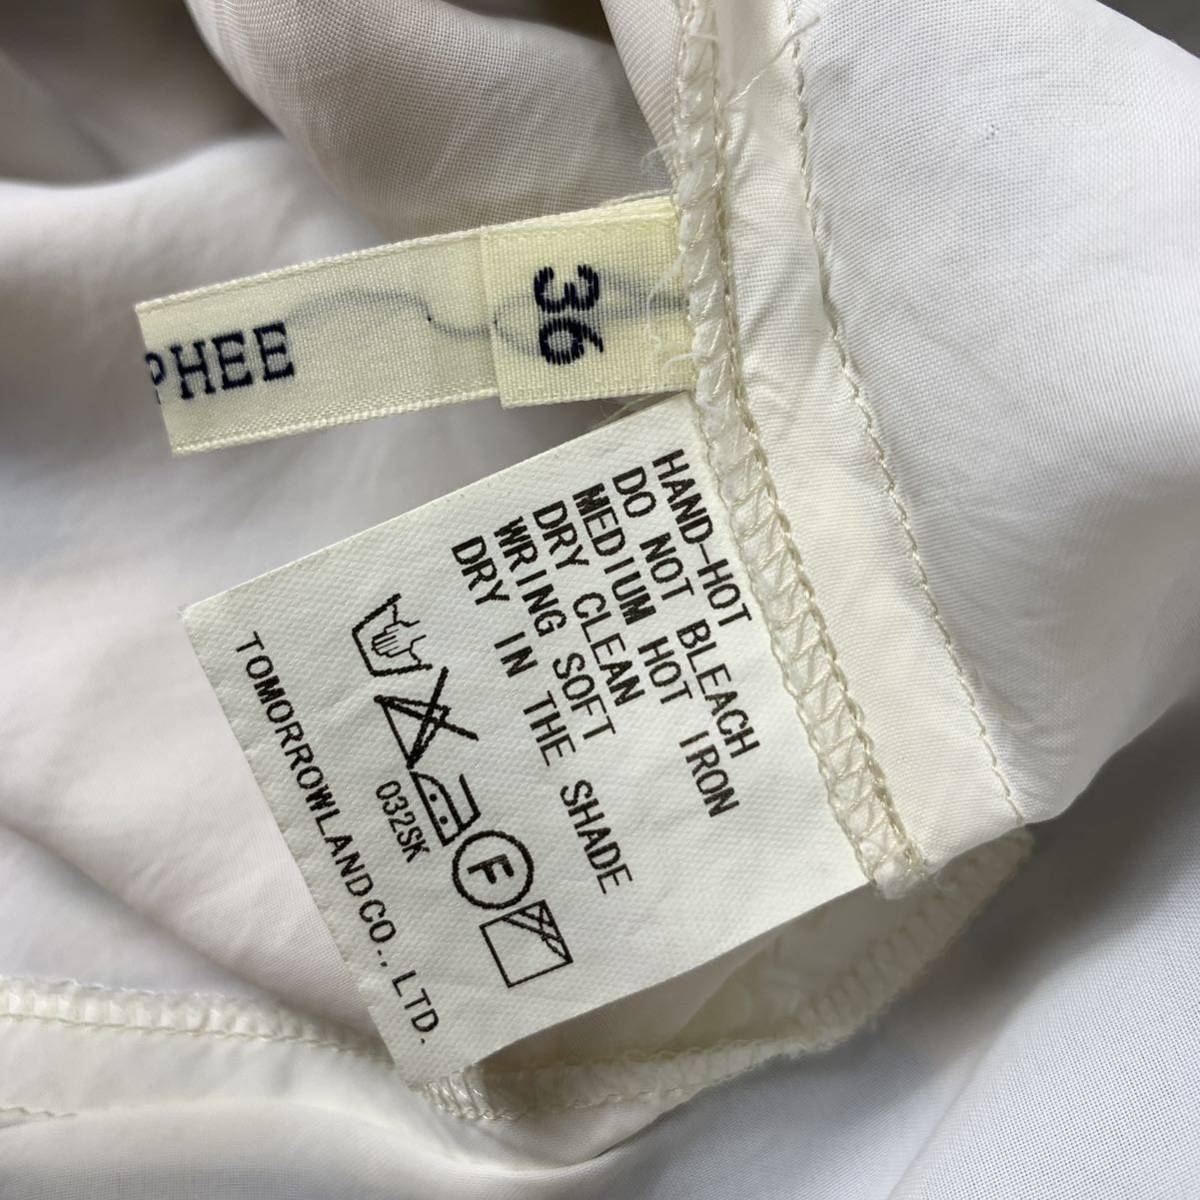 PHEE
36
HAND-HOT
DO NOT BLEACH
MEDIUM HOT IRON
DRY CLEAN
WRING SOFT
DRY IN THE SHADE
F
032SK
TOMORROWLAND CO., LTD.